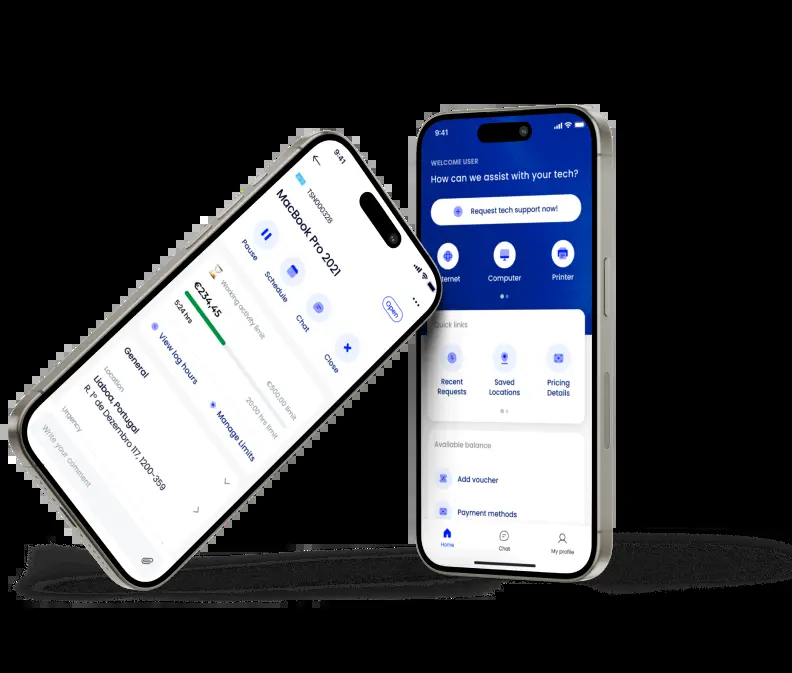 9:41
TSN000328
MacBook Pro 2021
Open
Pause
Schedule
Chat
Close
Working activity limit
€234,45
5:24 hrs
€500.00 limit
20:00 hrs limit
View log hours
Manage Limits
General
Location
Lisboa, Portugal
R. 1º de Dezembro 117, 1200-359
Urgency
Write your comment
9:41
WELCOME USER
How can we assist with your tech?
Request tech support now!
ternet
Computer
Printer
Quick links
Recent
Requests
Saved
Locations
Pricing
Details
Available balance
Add voucher
Payment methods
Home
Chat
My profile